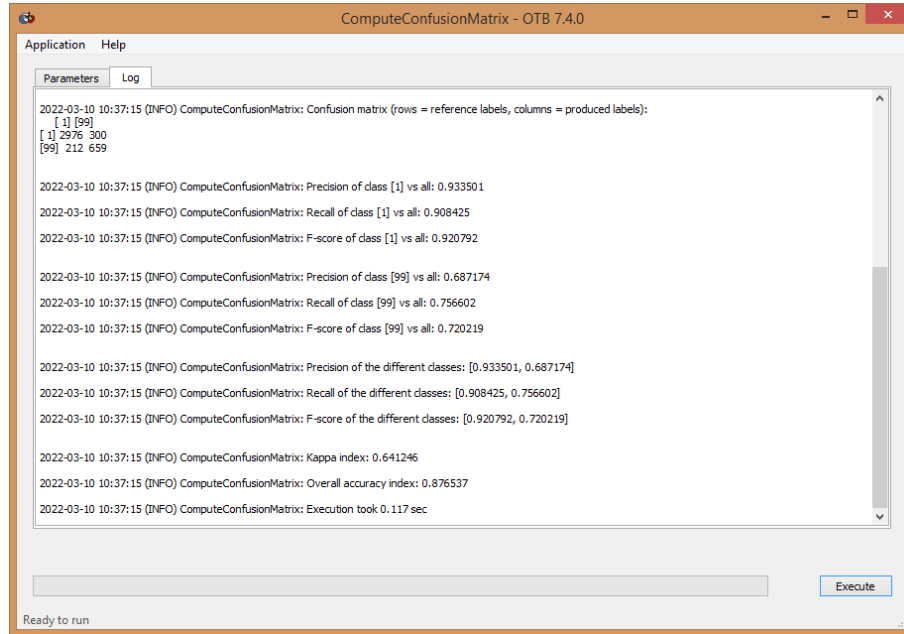 ComputeConfusionMatrix - OTB 7.4.0
Application Help
Parameters Log
2022-03-10 10:37:15 (INFO) ComputeConfusionMatrix: Confusion matrix (rows = reference labels, columns = produced labels):
[ 1] [99]
[ 1] 2976 300
[99] 212 659
2022-03-10 10:37:15 (INFO) ComputeConfusionMatrix: Precision of class [1] vs all: 0.933501
2022-03-10 10:37:15 (INFO) ComputeConfusionMatrix: Recall of class [1] vs all: 0.908425
2022-03-10 10:37:15 (INFO) ComputeConfusionMatrix: F-score of class [1] vs all: 0.920792
2022-03-10 10:37:15 (INFO) ComputeConfusionMatrix: Precision of class [99] vs all: 0.687174
2022-03-10 10:37:15 (INFO) ComputeConfusionMatrix: Recall of class [99] vs all: 0.756602
2022-03-10 10:37:15 (INFO) ComputeConfusionMatrix: F-score of class [99] vs all: 0.720219
2022-03-10 10:37:15 (INFO) ComputeConfusionMatrix: Precision of the different classes: [0.933501, 0.687174]
2022-03-10 10:37:15 (INFO) ComputeConfusionMatrix: Recall of the different classes: [0.908425, 0.756602]
2022-03-10 10:37:15 (INFO) ComputeConfusionMatrix: F-score of the different classes: [0.920792, 0.720219]
2022-03-10 10:37:15 (INFO) ComputeConfusionMatrix: Kappa index: 0.641246
2022-03-10 10:37:15 (INFO) ComputeConfusionMatrix: Overall accuracy index: 0.876537
2022-03-10 10:37:15 (INFO) ComputeConfusionMatrix: Execution took 0.117 sec
Execute
Ready to run